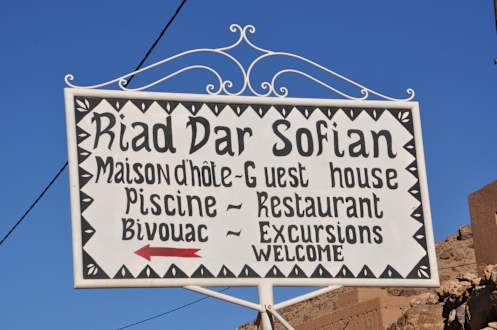 Riad Dar Sofian
Maison d'hôte - Guest house
Piscine ~ Restaurant
Bivouac ~ Excursions
WELCOME